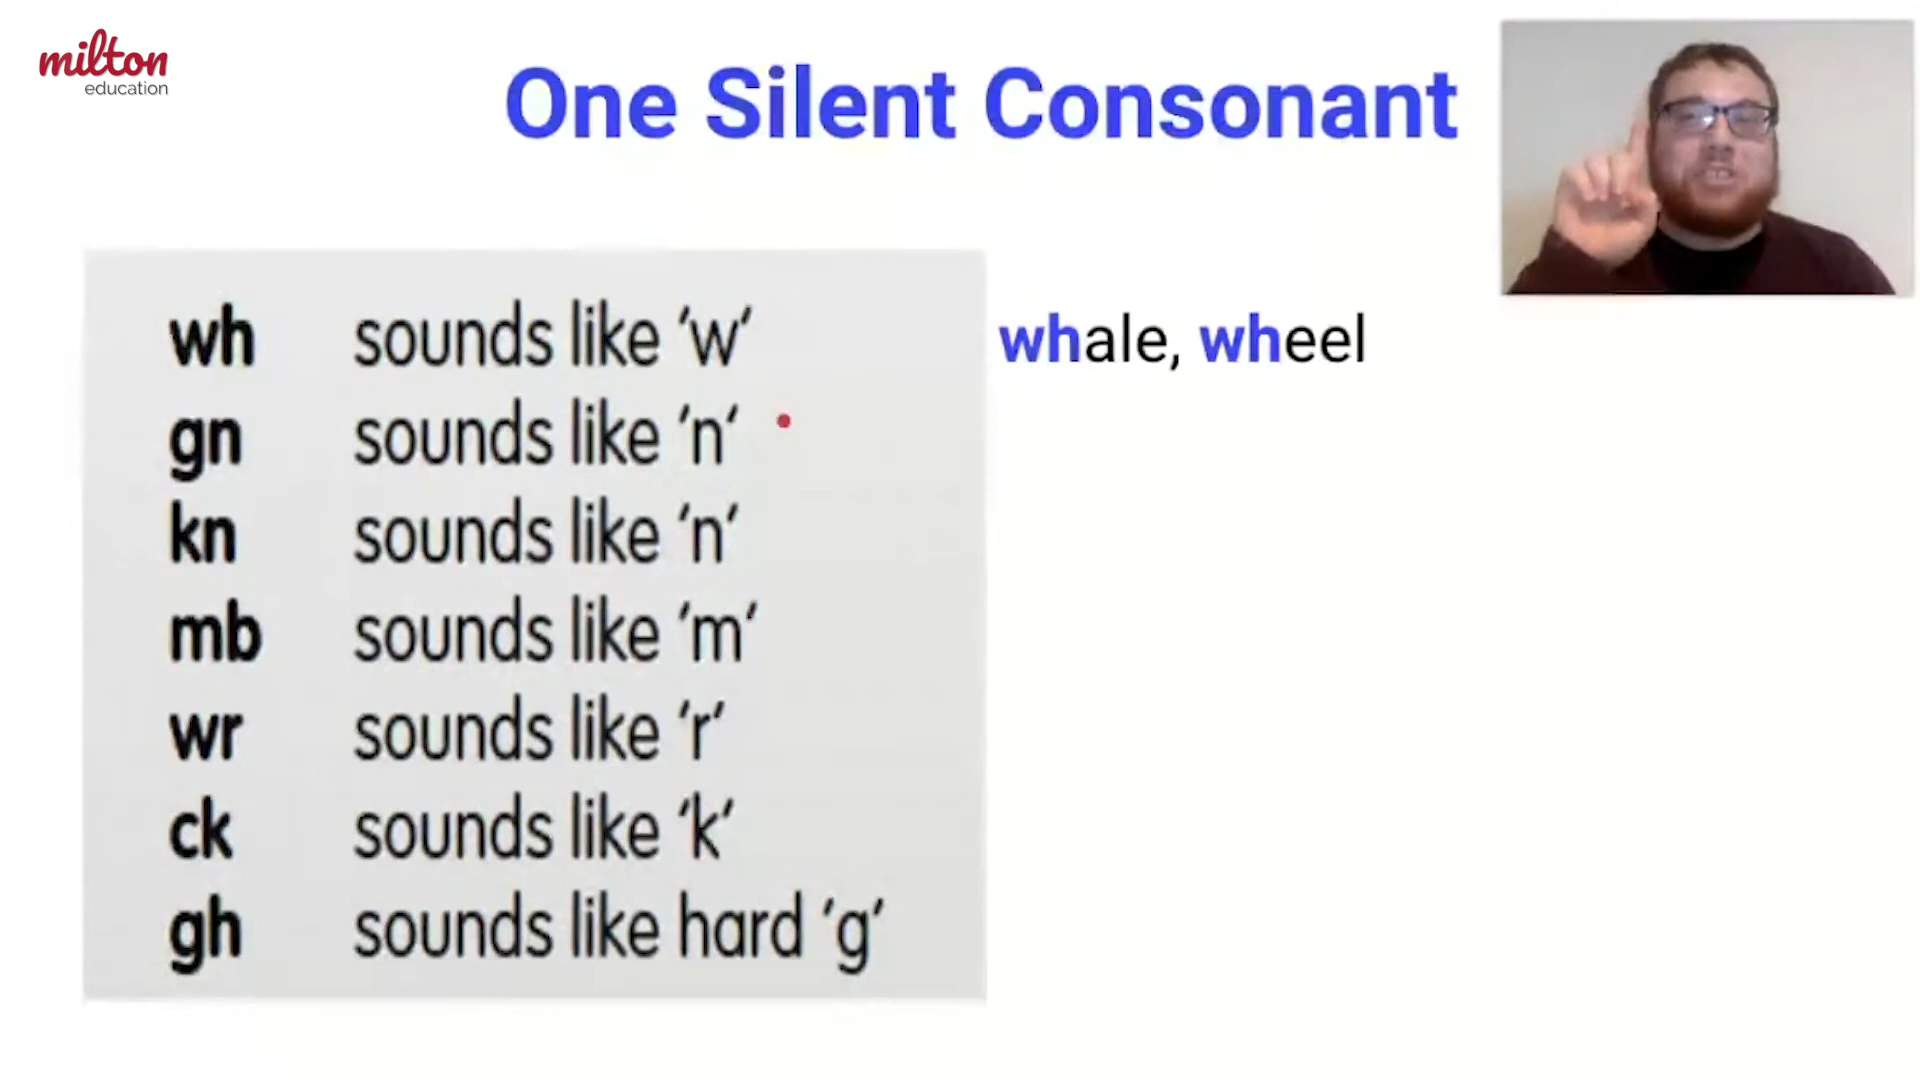 milton
education
One Silent Consonant
wh sounds like ‘w’ whale, wheel
gn sounds like ‘n’
kn sounds like ‘n’
mb sounds like ‘m’
wr sounds like ‘r’
ck sounds like ‘k’
gh sounds like hard ‘g’